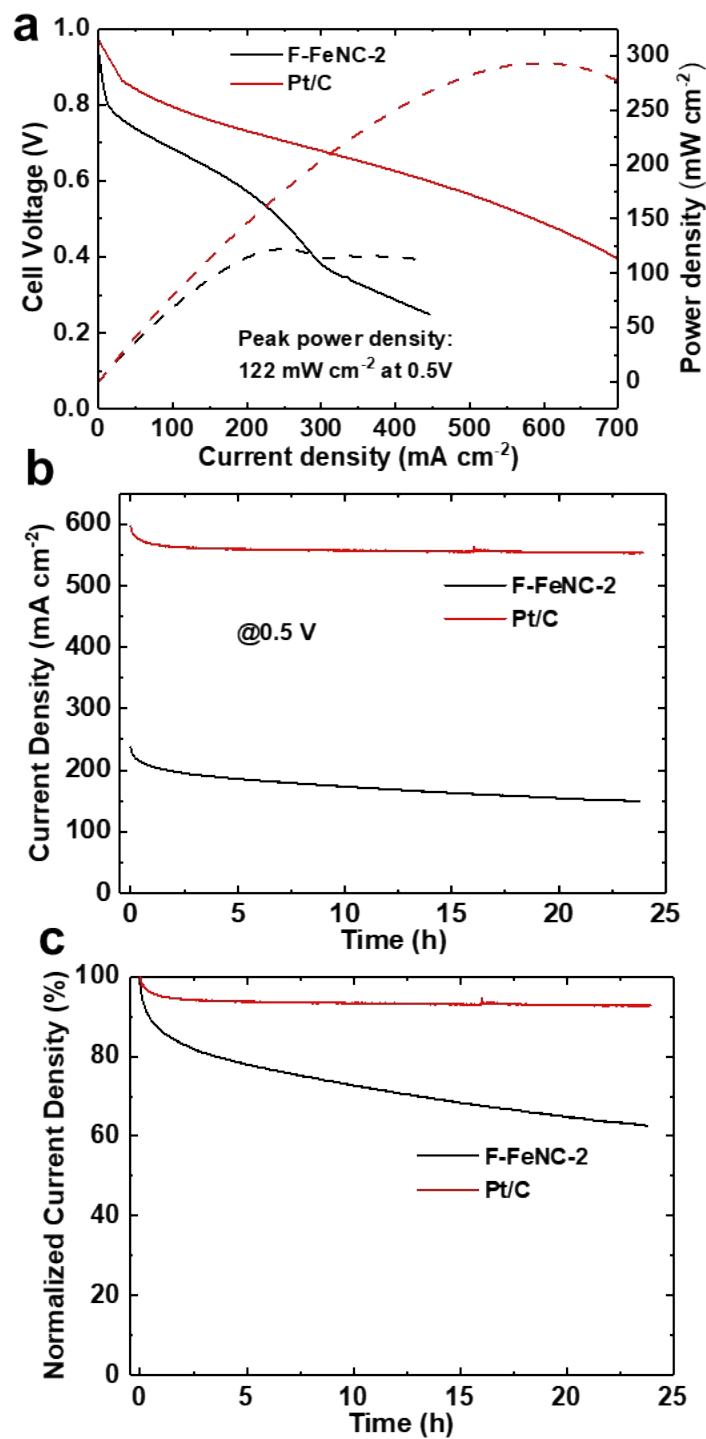 a
F-FeNC-2
Pt/C
Cell Voltage (V)
1.0
0.8
0.6
0.4
0.2
0.0
Power density (mW cm-2)
300
250
200
150
100
50
0
Peak power density:
122 mW cm-2 at 0.5V
0 100 200 300 400 500 600 700
Current density (mA cm-2)
b
Current Density (mA cm-2)
600
500
400
300
200
100
0
F-FeNC-2
Pt/C
@0.5 V
0 5 10 15 20 25
Time (h)
c
Normalized Current Density (%)
100
80
60
40
20
0
F-FeNC-2
Pt/C
0 5 10 15 20 25
Time (h)